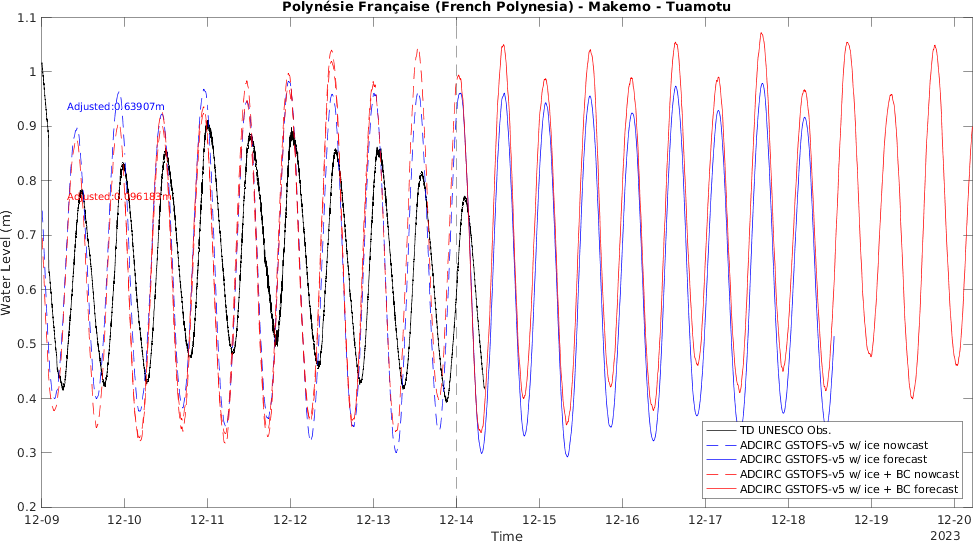 Polynésie Française (French Polynesia) - Makemo - Tuamotu
1.1
1
0.9
0.8
0.7
0.6
0.5
0.4
0.3
0.2
Water Level (m)
Adjusted:0.63907m
Adjusted:0.096183m
TD UNESCO Obs.
ADCIRC GSTOFS-v5 w/ ice nowcast
ADCIRC GSTOFS-v5 w/ ice forecast
ADCIRC GSTOFS-v5 w/ ice + BC nowcast
ADCIRC GSTOFS-v5 w/ ice + BC forecast
12-09 12-10 12-11 12-12 12-13 12-14 12-15 12-16 12-17 12-18 12-19 12-20
Time
2023